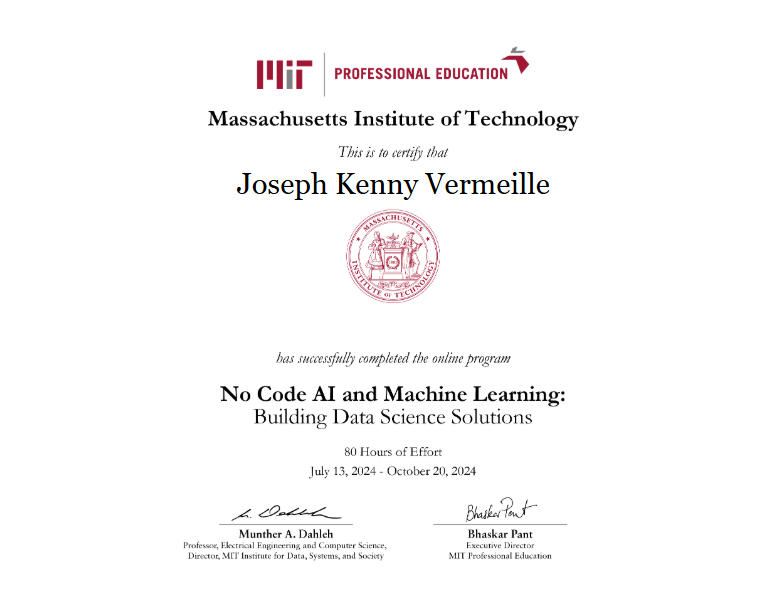 MIT PROFESSIONAL EDUCATION
Massachusetts Institute of Technology
This is to certify that
Joseph Kenny Vermeille
MASSACHUSETTS
INSTITUTE OF TECHNOLOGY
has successfully completed the online program
No Code AI and Machine Learning:
Building Data Science Solutions
80 Hours of Effort
July 13, 2024 - October 20, 2024
Bhaskar Pant
Munther A. Dahleh
Professor, Electrical Engineering and Computer Science,
Director, MIT Institute for Data, Systems, and Society
Bhaskar Pant
Executive Director
MIT Professional Education